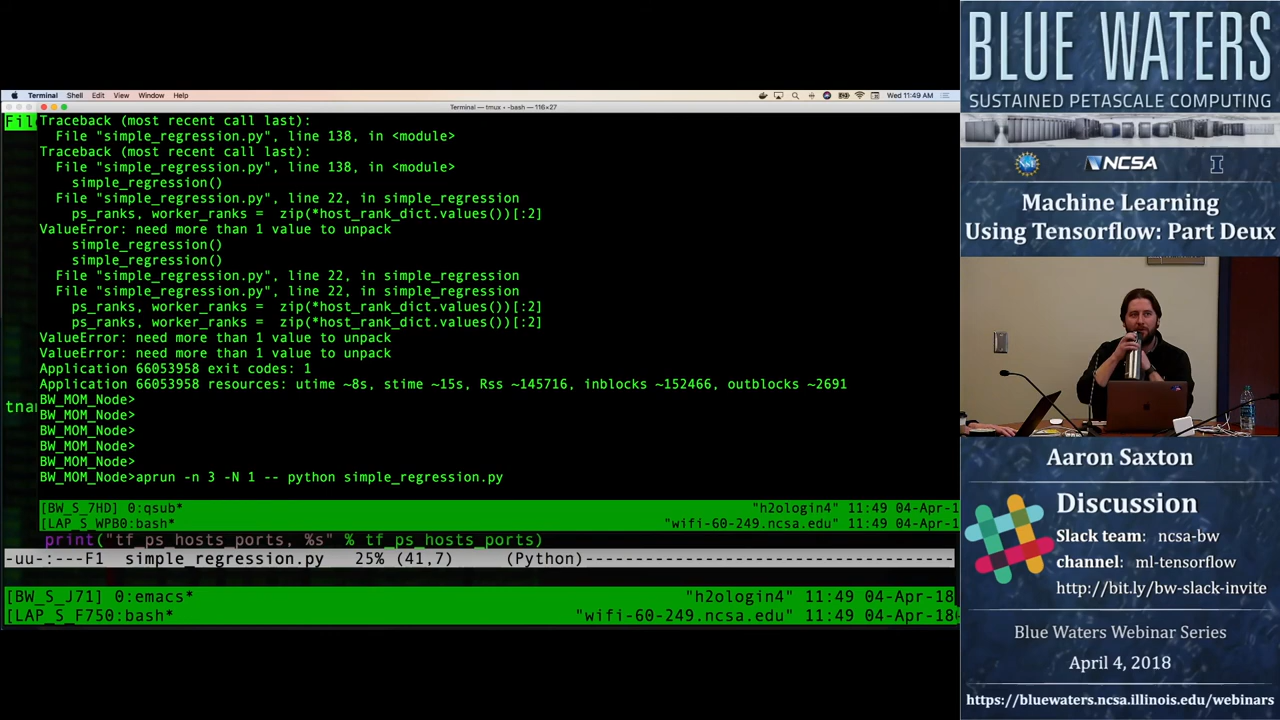 Terminal Shell Edit View Window Help
Wed 11:49 AM
Terminal — tmux ◂ -bash — 116×27
Fil
Traceback (most recent call last):
File "simple_regression.py", line 138, in <module>
Traceback (most recent call last):
File "simple_regression.py", line 138, in <module>
simple_regression()
File "simple_regression.py", line 22, in simple_regression
ps_ranks, worker_ranks = zip(*host_rank_dict.values())[:2]
ValueError: need more than 1 value to unpack
simple_regression()
simple_regression()
File "simple_regression.py", line 22, in simple_regression
File "simple_regression.py", line 22, in simple_regression
ps_ranks, worker_ranks = zip(*host_rank_dict.values())[:2]
ps_ranks, worker_ranks = zip(*host_rank_dict.values())[:2]
ValueError: need more than 1 value to unpack
ValueError: need more than 1 value to unpack
Application 66053958 exit codes: 1
Application 66053958 resources: utime ~8s, stime ~15s, Rss ~145716, inblocks ~152466, outblocks ~2691
BW_MOM_Node>
tna
BW_MOM_Node>
BW_MOM_Node>
BW_MOM_Node>
BW_MOM_Node>
BW_MOM_Node>aprun -n 3 -N 1 -- python simple_regression.py
[BW_S_7HD] 0:qsub* "h2ologin4" 11:49 04-Apr-1
[LAP_S_WPB0:bash* "wifi-60-249.ncsa.edu" 11:49 04-Apr-1
print("tf_ps_hosts_ports, %s" % tf_ps_hosts_ports)
-uu-:---F1 simple_regression.py 25% (41,7) (Python)------------------------------------------
[BW_S_J71] 0:emacs* "h2ologin4" 11:49 04-Apr-18
[LAP_S_F750:bash* "wifi-60-249.ncsa.edu" 11:49 04-Apr-18
BLUE WATERS
SUSTAINED PETASCALE COMPUTING
NSF NCSA
Machine Learning
Using Tensorflow: Part Deux
Aaron Saxton
Discussion
Slack team: ncsa-bw
channel: ml-tensorflow
http://bit.ly/bw-slack-invite
Blue Waters Webinar Series
April 4, 2018
https://bluewaters.ncsa.illinois.edu/webinars